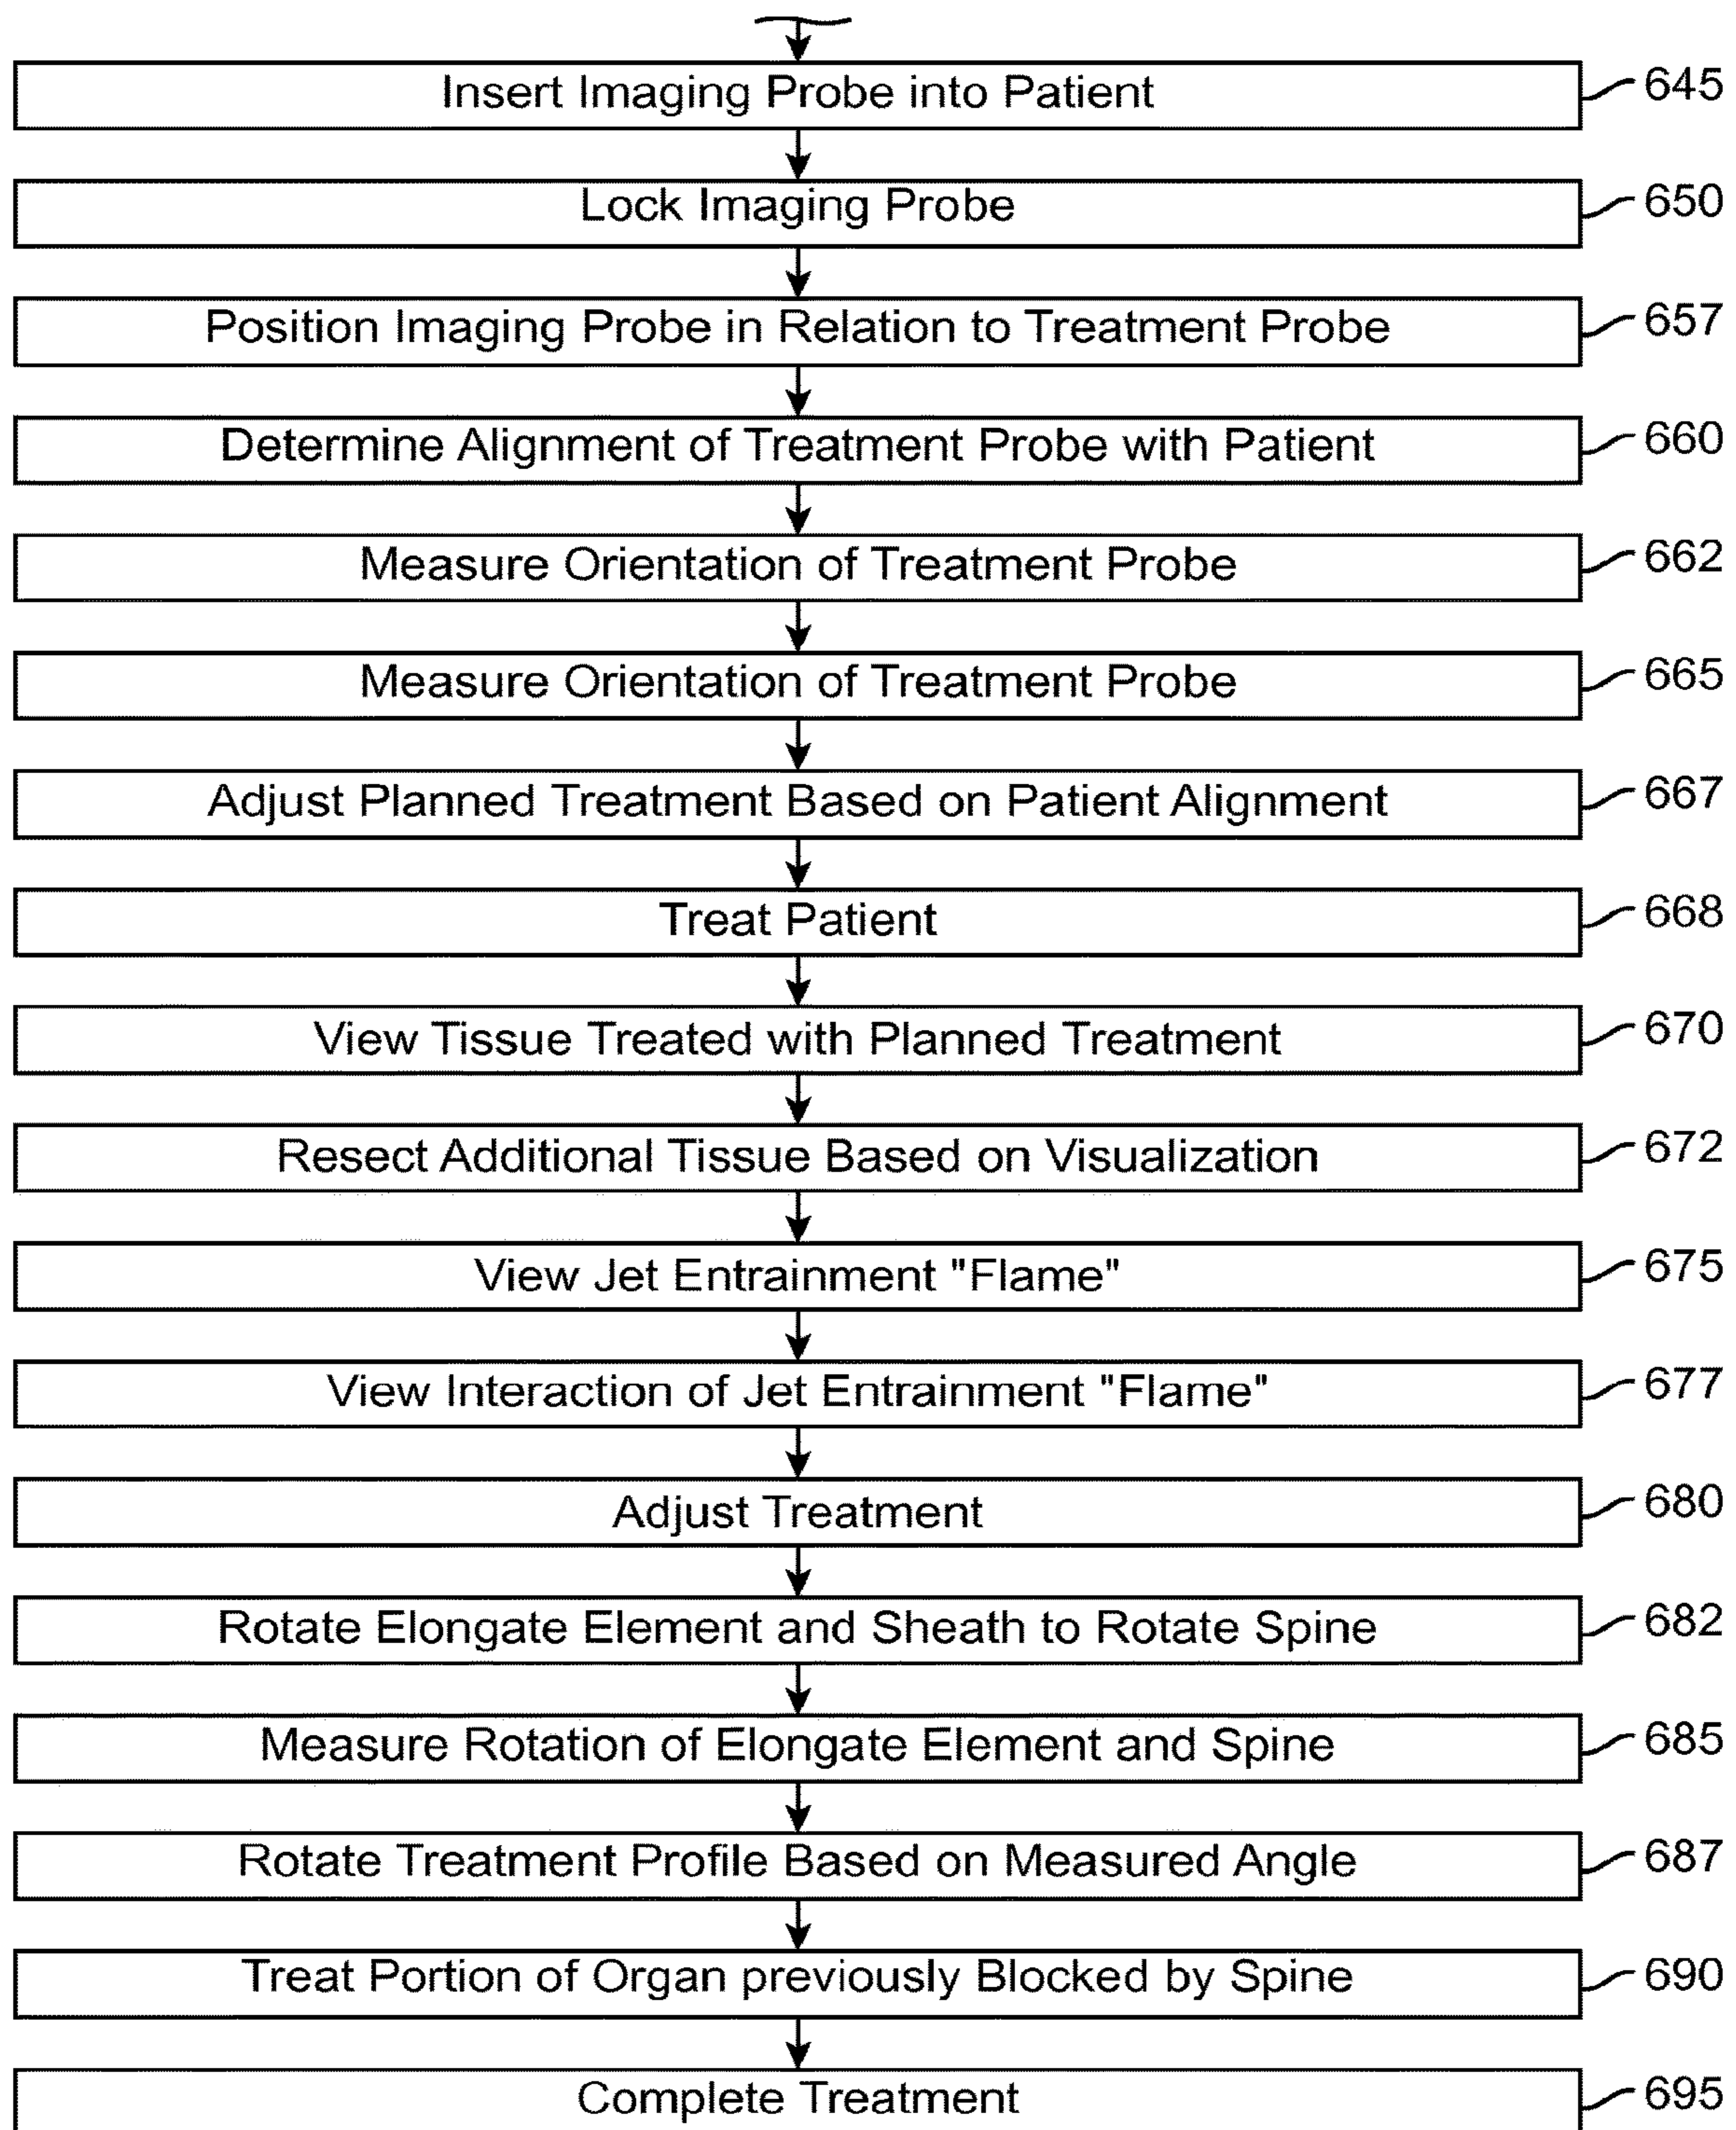 Insert Imaging Probe into Patient 645
Lock Imaging Probe 650
Position Imaging Probe in Relation to Treatment Probe 657
Determine Alignment of Treatment Probe with Patient 660
Measure Orientation of Treatment Probe 662
Measure Orientation of Treatment Probe 665
Adjust Planned Treatment Based on Patient Alignment 667
Treat Patient 668
View Tissue Treated with Planned Treatment 670
Resect Additional Tissue Based on Visualization 672
View Jet Entrainment "Flame" 675
View Interaction of Jet Entrainment "Flame" 677
Adjust Treatment 680
Rotate Elongate Element and Sheath to Rotate Spine 682
Measure Rotation of Elongate Element and Spine 685
Rotate Treatment Profile Based on Measured Angle 687
Treat Portion of Organ previously Blocked by Spine 690
Complete Treatment 695